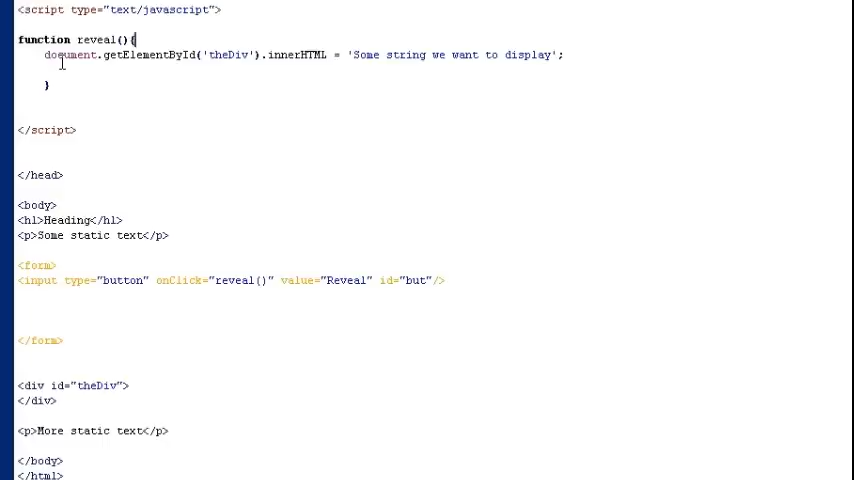 <script type="text/javascript">
function reveal(){
document.getElementById('theDiv').innerHTML = 'Some string we want to display';
}
</script>
</head>
<body>
<h1>Heading</h1>
<p>Some static text</p>
<form>
<input type="button" onClick="reveal()" value="Reveal" id="but"/>
</form>
<div id="theDiv">
</div>
<p>More static text</p>
</body>
</html>